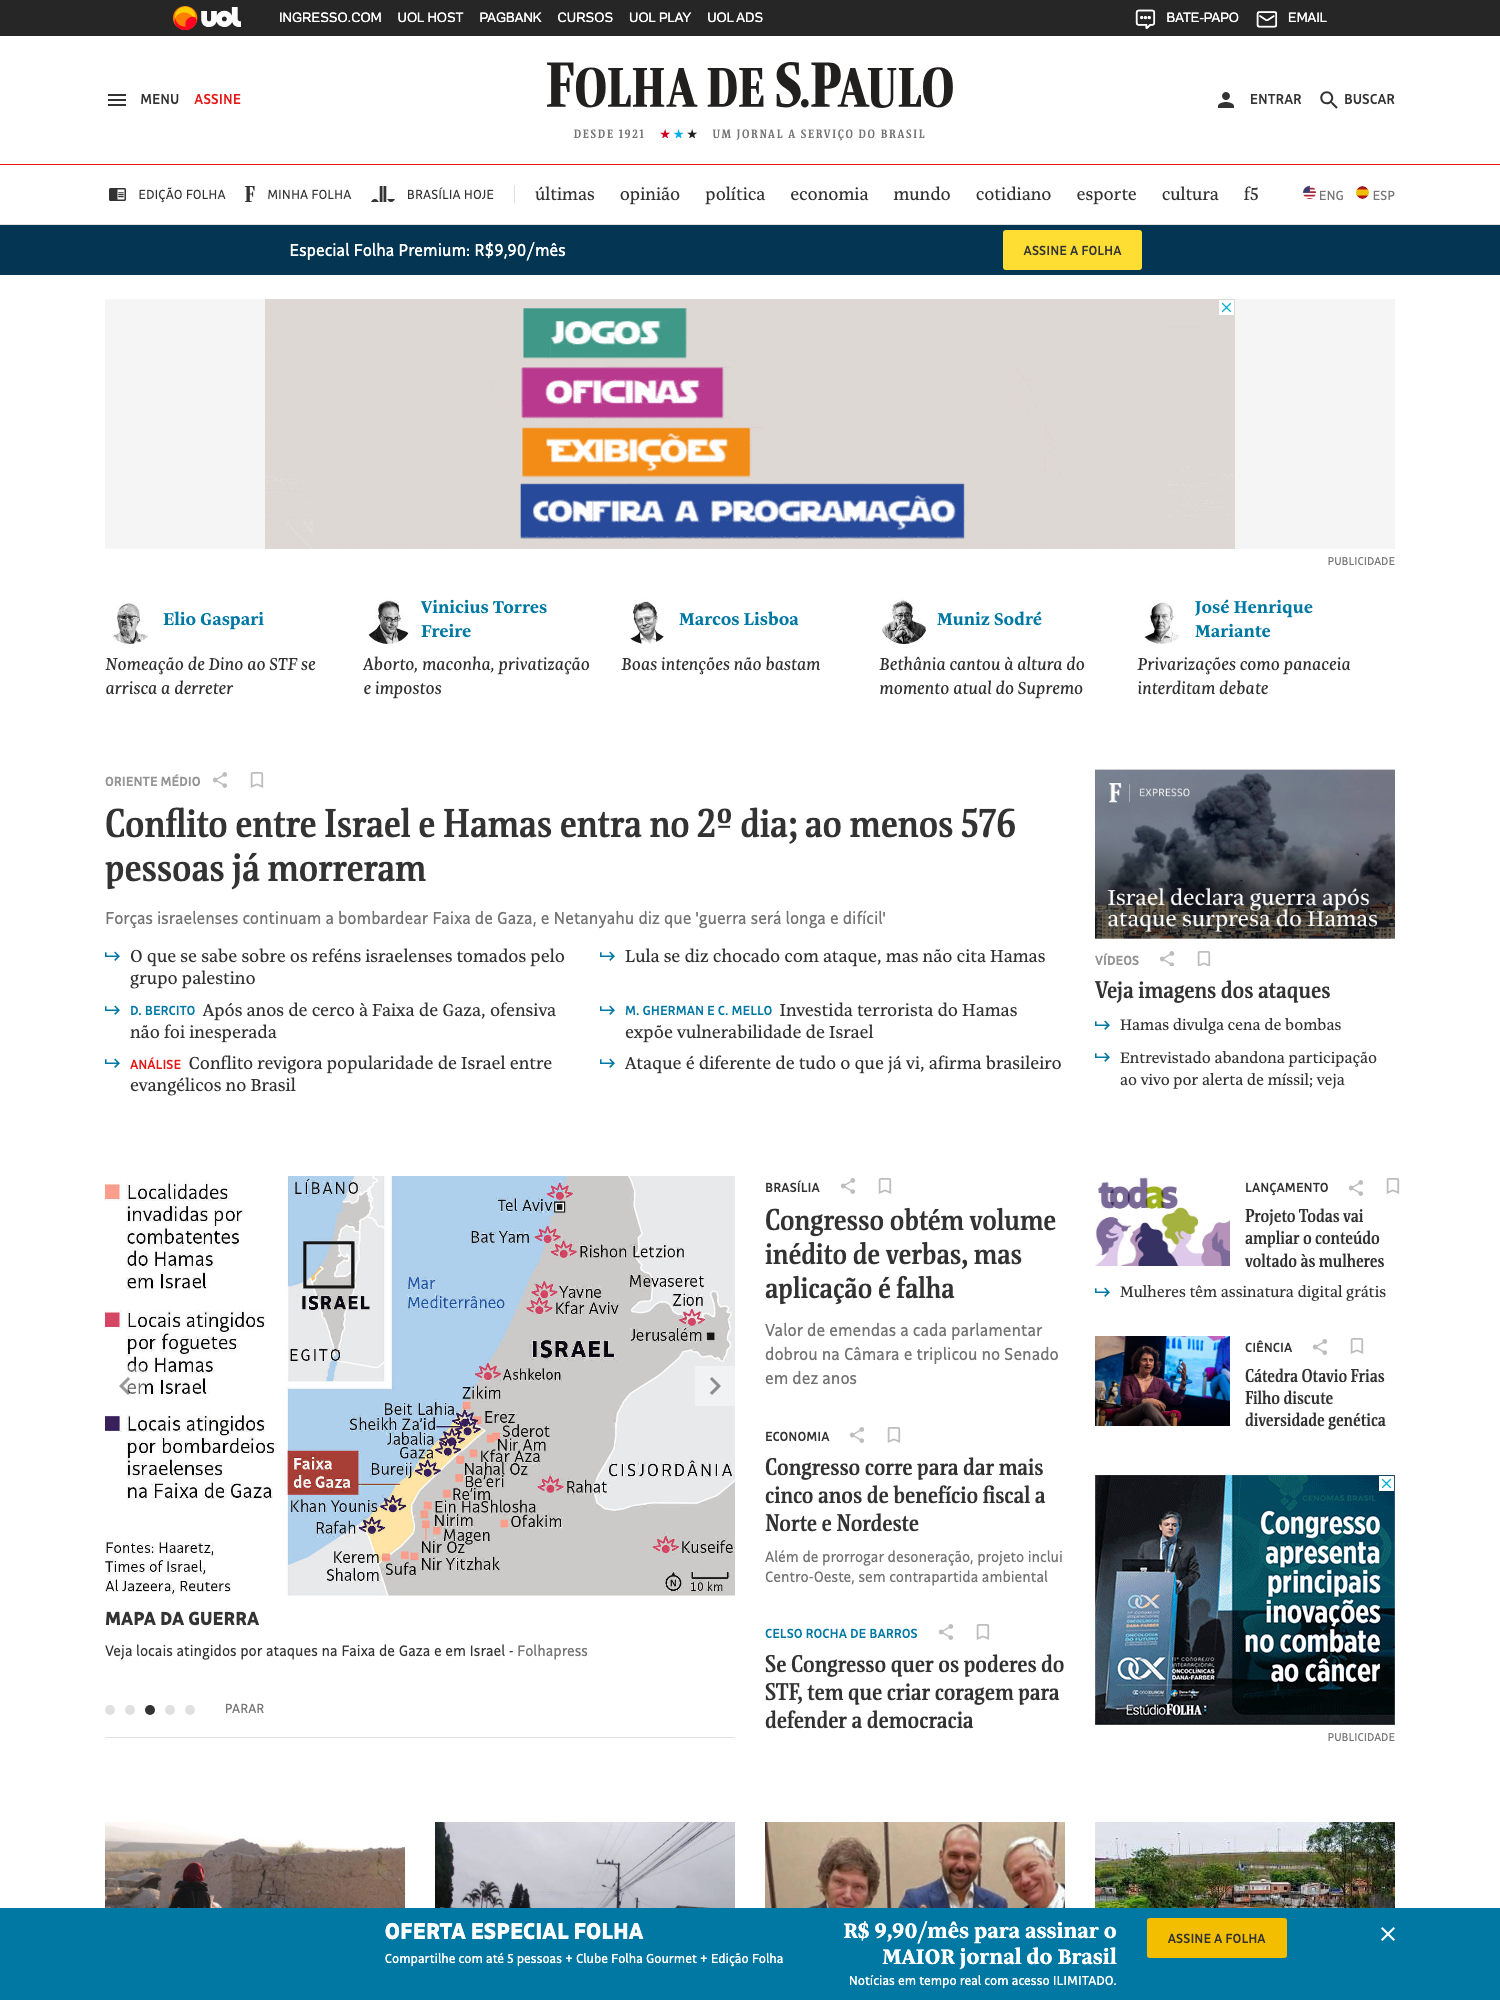 uol INGRESSO.COM UOL HOST PAGBANK CURSOS UOL PLAY UOL ADS BATE-PAPO EMAIL
MENU ASSINE
FOLHA DE S.PAULO
ENTRAR BUSCAR
DESDE 1921 ★★★ UM JORNAL A SERVIÇO DO BRASIL
EDIÇÃO FOLHA F MINHA FOLHA BRASÍLIA HOJE últimas opinião política economia mundo cotidiano esporte cultura f5 ENG ESP
Especial Folha Premium: R$9,90/mês ASSINE A FOLHA
JOGOS
OFICINAS
EXIBIÇÕES
CONFIRA A PROGRAMAÇÃO
PUBLICIDADE
Elio Gaspari
Nomeação de Dino ao STF se
arrisca a derreter
Vinicius Torres
Freire
Aborto, maconha, privatização
e impostos
Marcos Lisboa
Boas intenções não bastam
Muniz Sodré
Bethânia cantou à altura do
momento atual do Supremo
José Henrique
Mariante
Privarizações como panaceia
interditam debate
ORIENTE MÉDIO
Conflito entre Israel e Hamas entra no 2º dia; ao menos 576
pessoas já morreram
Forças israelenses continuam a bombardear Faixa de Gaza, e Netanyahu diz que 'guerra será longa e difícil'
O que se sabe sobre os reféns israelenses tomados pelo
grupo palestino
Lula se diz chocado com ataque, mas não cita Hamas
D. BERCITO Após anos de cerco à Faixa de Gaza, ofensiva
não foi inesperada
M. GHERMAN E C. MELLO Investida terrorista do Hamas
expõe vulnerabilidade de Israel
ANÁLISE Conflito revigora popularidade de Israel entre
evangélicos no Brasil
Ataque é diferente de tudo o que já vi, afirma brasileiro
F EXPRESSO
Israel declara guerra após
ataque surpresa do Hamas
VÍDEOS
Veja imagens dos ataques
Hamas divulga cena de bombas
Entrevistado abandona participação
ao vivo por alerta de míssil; veja
Localidades
invadidas por
combatentes
do Hamas
em Israel
Locais atingidos
por foguetes
do Hamas
em Israel
Locais atingidos
por bombardeios
israelenses
na Faixa de Gaza
Fontes: Haaretz,
Times of Israel,
Al Jazeera, Reuters
LÍBANO
ISRAEL
EGITO
Tel Aviv
Bat Yam
Rishon Letzion
Mar
Mediterrâneo
Yavne
Kfar Aviv
Mevaseret
Zion
Jerusalém
ISRAEL
Ashkelon
Zikim
Beit Lahia
Erez
Sheikh Za'id
Sderot
Jabalia
Nir Am
Gaza
Kfar Aza
Faixa
de Gaza
Bureij
Nahal Oz
Be'eri
CISJORDÂNIA
Re'im
Rahat
Khan Younis
Ein HaShlosha
Rafah
Nirim
Ofakim
Magen
Nir Oz
Kuseife
Kerem
Shalom
Sufa
Nir Yitzhak
N 10 km
MAPA DA GUERRA
Veja locais atingidos por ataques na Faixa de Gaza e em Israel - Folhapress
PARAR
BRASÍLIA
Congresso obtém volume
inédito de verbas, mas
aplicação é falha
Valor de emendas a cada parlamentar
dobrou na Câmara e triplicou no Senado
em dez anos
ECONOMIA
Congresso corre para dar mais
cinco anos de benefício fiscal a
Norte e Nordeste
Além de prorrogar desoneração, projeto inclui
Centro-Oeste, sem contrapartida ambiental
CELSO ROCHA DE BARROS
Se Congresso quer os poderes do
STF, tem que criar coragem para
defender a democracia
todas
LANÇAMENTO
Projeto Todas vai
ampliar o conteúdo
voltado às mulheres
Mulheres têm assinatura digital grátis
CIÊNCIA
Cátedra Otavio Frias
Filho discute
diversidade genética
Congresso
apresenta
principais
inovações
no combate
ao câncer
EstúdioFOLHA
PUBLICIDADE
OFERTA ESPECIAL FOLHA
Compartilhe com até 5 pessoas + Clube Folha Gourmet + Edição Folha
R$ 9,90/mês para assinar o
MAIOR jornal do Brasil
Notícias em tempo real com acesso ILIMITADO.
ASSINE A FOLHA